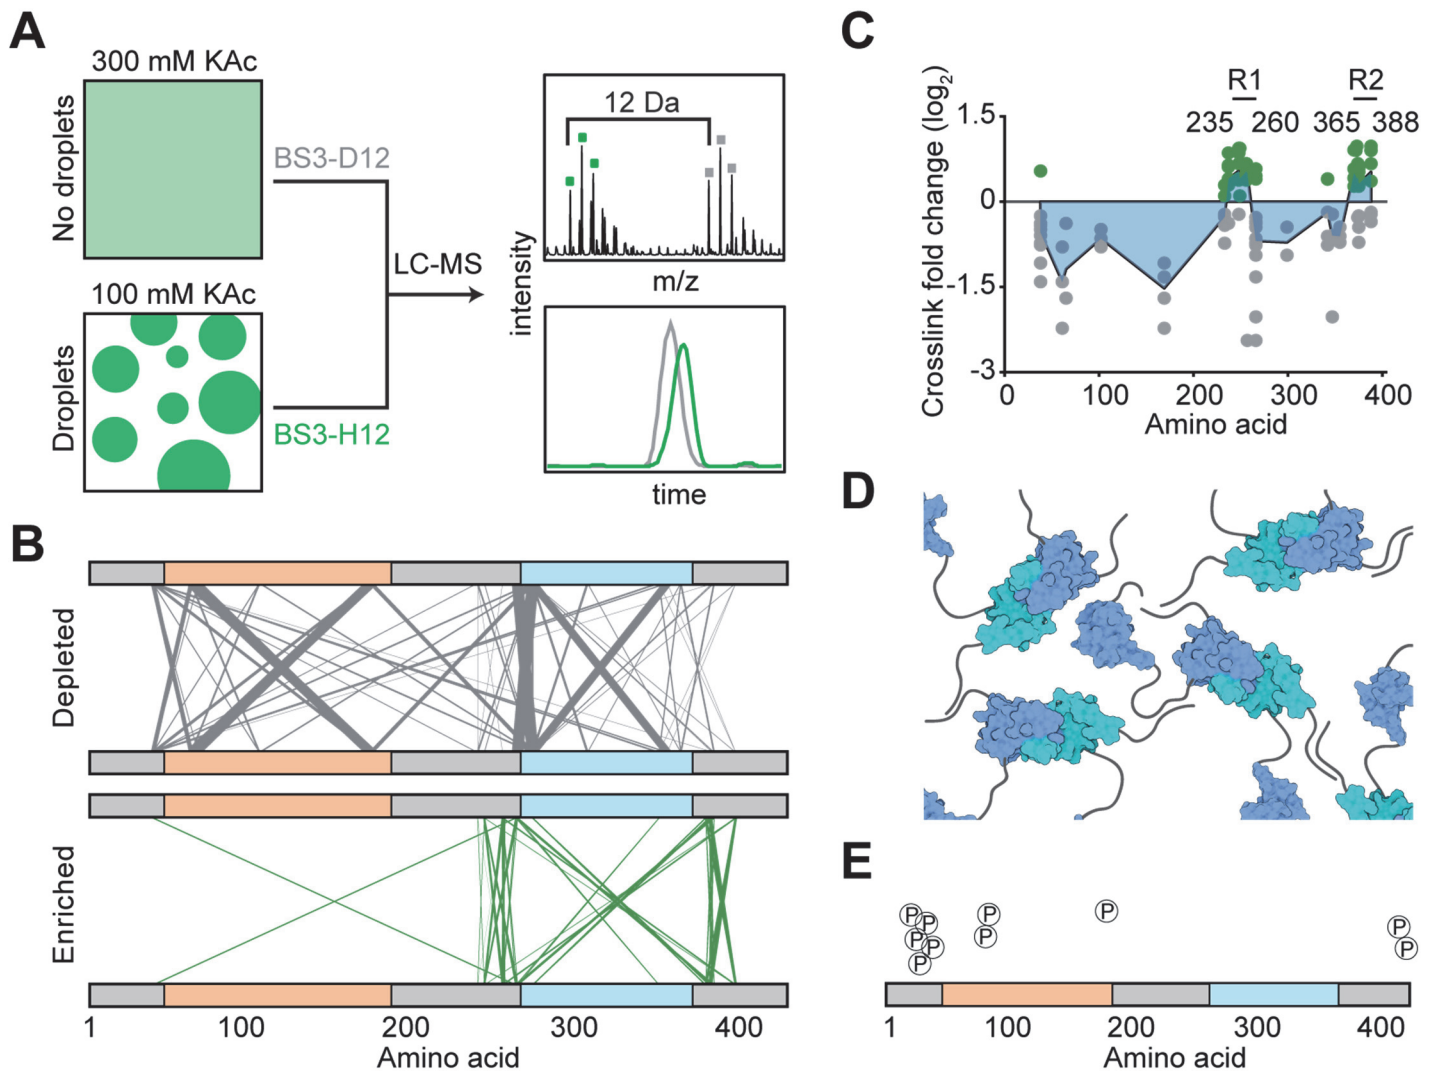 A
300 mM KAc
No droplets
BS3-D12
100 mM KAc
Droplets
BS3-H12
LC-MS
12 Da
m/z
intensity
time
B
Depleted
Enriched
1 100 200 300 400
Amino acid
C
Crosslink fold change (log2)
R1 R2
235 260 365 388
1.5
0
-1.5
-3
0 100 200 300 400
Amino acid
D
E
P P P P P P P P P P
1 100 200 300 400
Amino acid